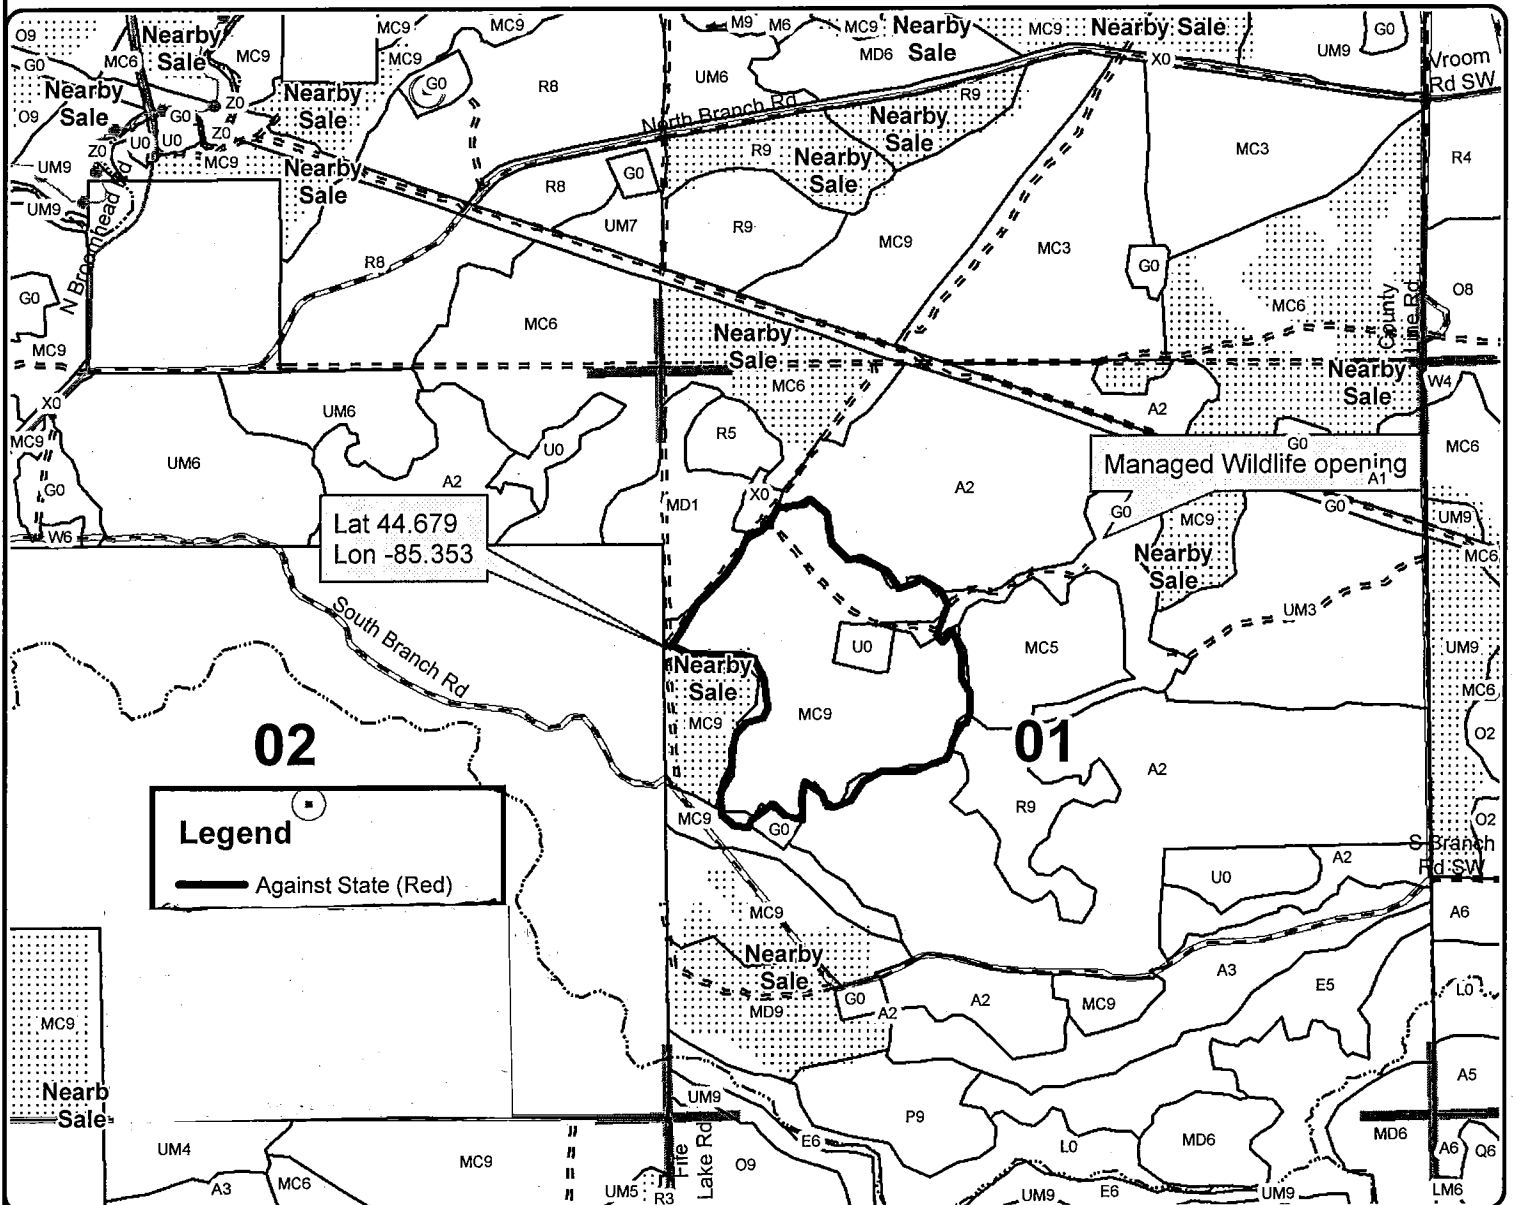 O9
MC6
Nearby
Sale
MC9
MC9
MC9
M9
M6
MC9
Nearby
Sale
MC9
Nearby Sale
G0
UM9
Vroom
Rd SW
G0
MC9
G0
R8
UM6
MD6
X0
Nearby
Sale
G0
Z0
Nearby
Sale
R9
O9
Z0
U0
U0
North Branch Rd
Nearby
Sale
Z0
MC9
UM9
Nearby
Sale
R8
G0
R9
Nearby
Sale
MC3
R4
UM9
N Broomhead Rd
UM7
R9
MC9
MC3
R8
G0
G0
MC6
O8
County
Line Rd
MC9
MC6
Nearby
Sale
MC6
Nearby
Sale
W4
X0
UM6
A2
MC9
UM6
U0
R5
G0
MC6
Managed Wildlife opening
A1
G0
A2
MD1
X0
A2
G0
MC9
G0
UM9
W6
Lat 44.679
Lon -85.353
Nearby
Sale
MC6
South Branch Rd
UM3
U0
MC5
UM9
Nearby
Sale
MC9
MC9
MC6
O2
02
01
A2
R9
Legend
Against State (Red)
MC9
G0
O2
S Branch
Rd SW
U0
A2
MC9
A6
Nearby
Sale
MD9
G0
A2
A2
MC9
A3
E5
L0
MC9
Nearb
Sale
UM9
P9
A5
E6
L0
MD6
MD6
A6
Q6
UM4
MC9
Fife
Lake Rd
O9
A3
MC6
UM5
R3
UM9
E6
UM9
LM6